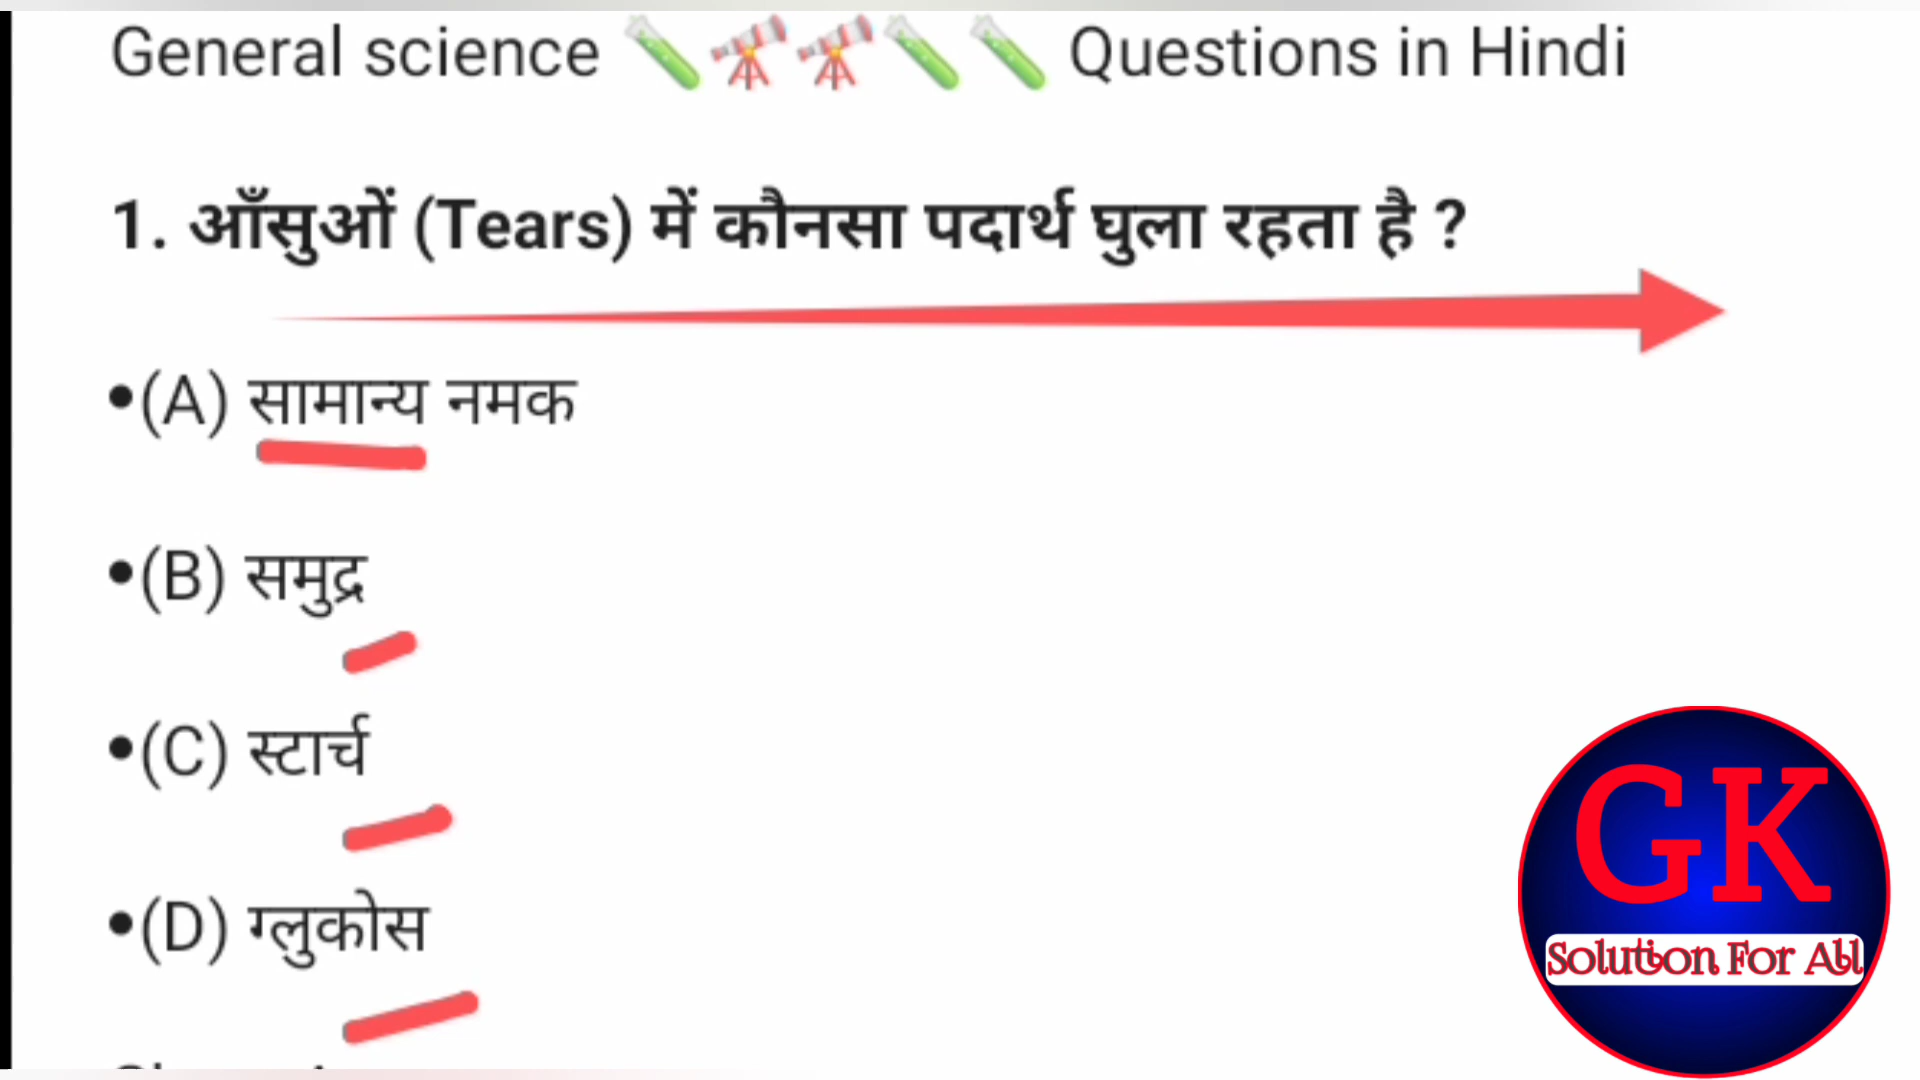 General science 🧪🔭🔭🧪🧪 Questions in Hindi
1. आँसुओं (Tears) में कौनसा पदार्थ घुला रहता है ?
•(A) सामान्य नमक
•(B) समुद्र
•(C) स्टार्च
•(D) ग्लुकोस
GK
Solution For All